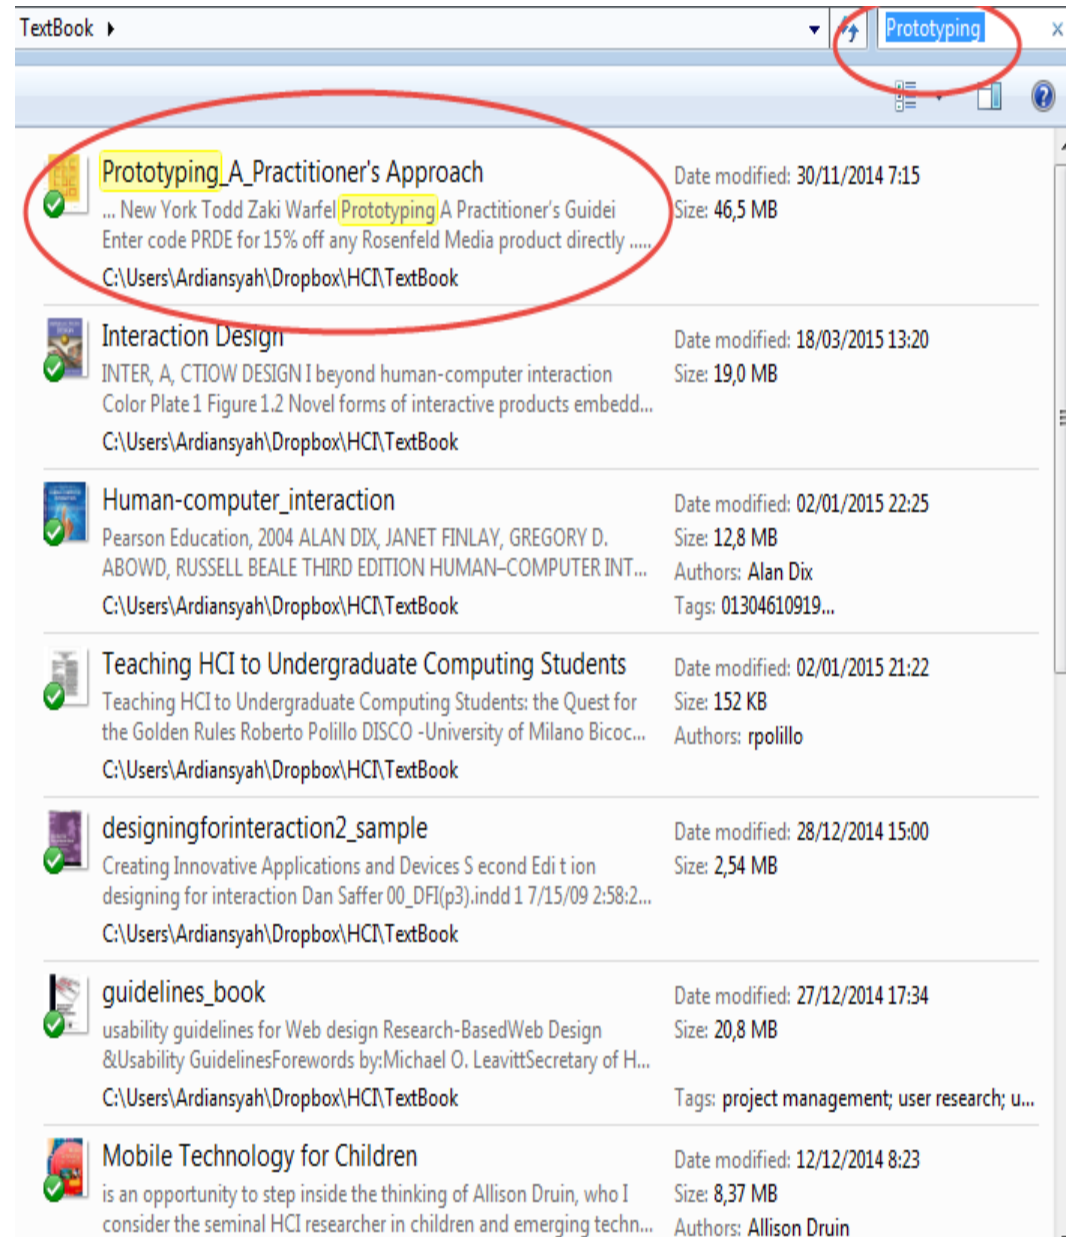 TextBook
Prototyping
Prototyping_A_Practitioner's Approach
... New York Todd Zaki Warfel Prototyping A Practitioner's Guidei
Enter code PRDE for 15% off any Rosenfeld Media product directly .....
C:\Users\Ardiansyah\Dropbox\HCI\TextBook
Date modified: 30/11/2014 7:15
Size: 46,5 MB
Interaction Design
INTER, A, CTIOW DESIGN I beyond human-computer interaction
Color Plate 1 Figure 1.2 Novel forms of interactive products embedd...
C:\Users\Ardiansyah\Dropbox\HCI\TextBook
Date modified: 18/03/2015 13:20
Size: 19,0 MB
Human-computer_interaction
Pearson Education, 2004 ALAN DIX, JANET FINLAY, GREGORY D.
ABOWD, RUSSELL BEALE THIRD EDITION HUMAN–COMPUTER INT...
C:\Users\Ardiansyah\Dropbox\HCI\TextBook
Date modified: 02/01/2015 22:25
Size: 12,8 MB
Authors: Alan Dix
Tags: 01304610919...
Teaching HCI to Undergraduate Computing Students
Teaching HCI to Undergraduate Computing Students: the Quest for
the Golden Rules Roberto Polillo DISCO -University of Milano Bicoc...
C:\Users\Ardiansyah\Dropbox\HCI\TextBook
Date modified: 02/01/2015 21:22
Size: 152 KB
Authors: rpolillo
designingforinteraction2_sample
Creating Innovative Applications and Devices S econd Edi t ion
designing for interaction Dan Saffer 00_DFI(p3).indd 1 7/15/09 2:58:2...
C:\Users\Ardiansyah\Dropbox\HCI\TextBook
Date modified: 28/12/2014 15:00
Size: 2,54 MB
guidelines_book
usability guidelines for Web design Research-BasedWeb Design
&Usability GuidelinesForewords by:Michael O. LeavittSecretary of H...
C:\Users\Ardiansyah\Dropbox\HCI\TextBook
Date modified: 27/12/2014 17:34
Size: 20,8 MB
Tags: project management; user research; u...
Mobile Technology for Children
is an opportunity to step inside the thinking of Allison Druin, who I
consider the seminal HCI researcher in children and emerging techn...
Date modified: 12/12/2014 8:23
Size: 8,37 MB
Authors: Allison Druin